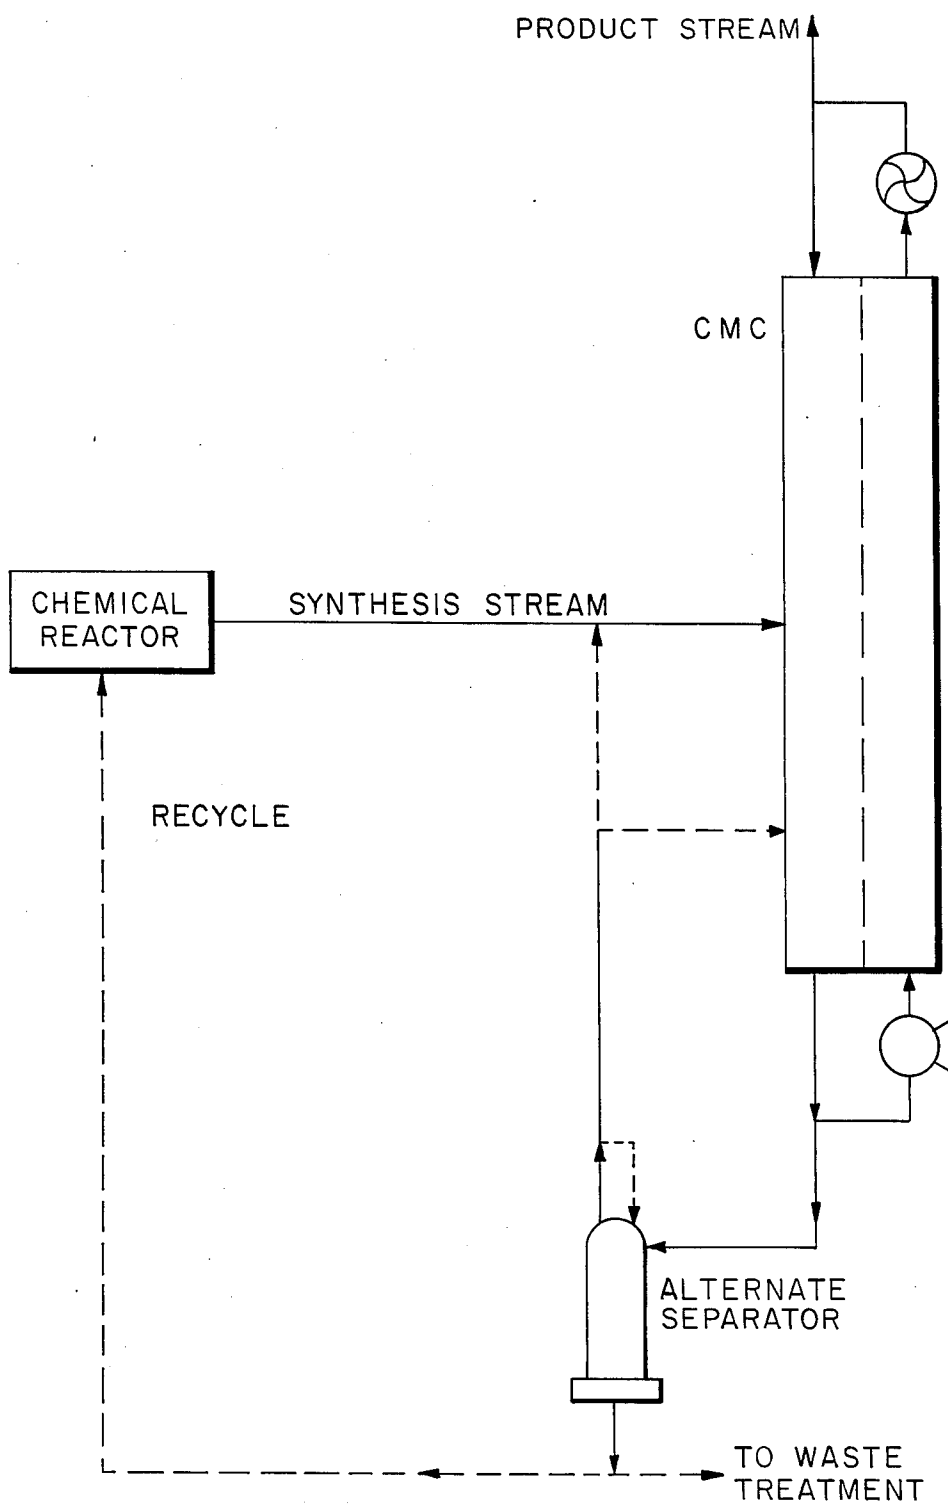 PRODUCT STREAM
CMC
SYNTHESIS STREAM
CHEMICAL
REACTOR
RECYCLE
ALTERNATE
SEPARATOR
TO WASTE
TREATMENT